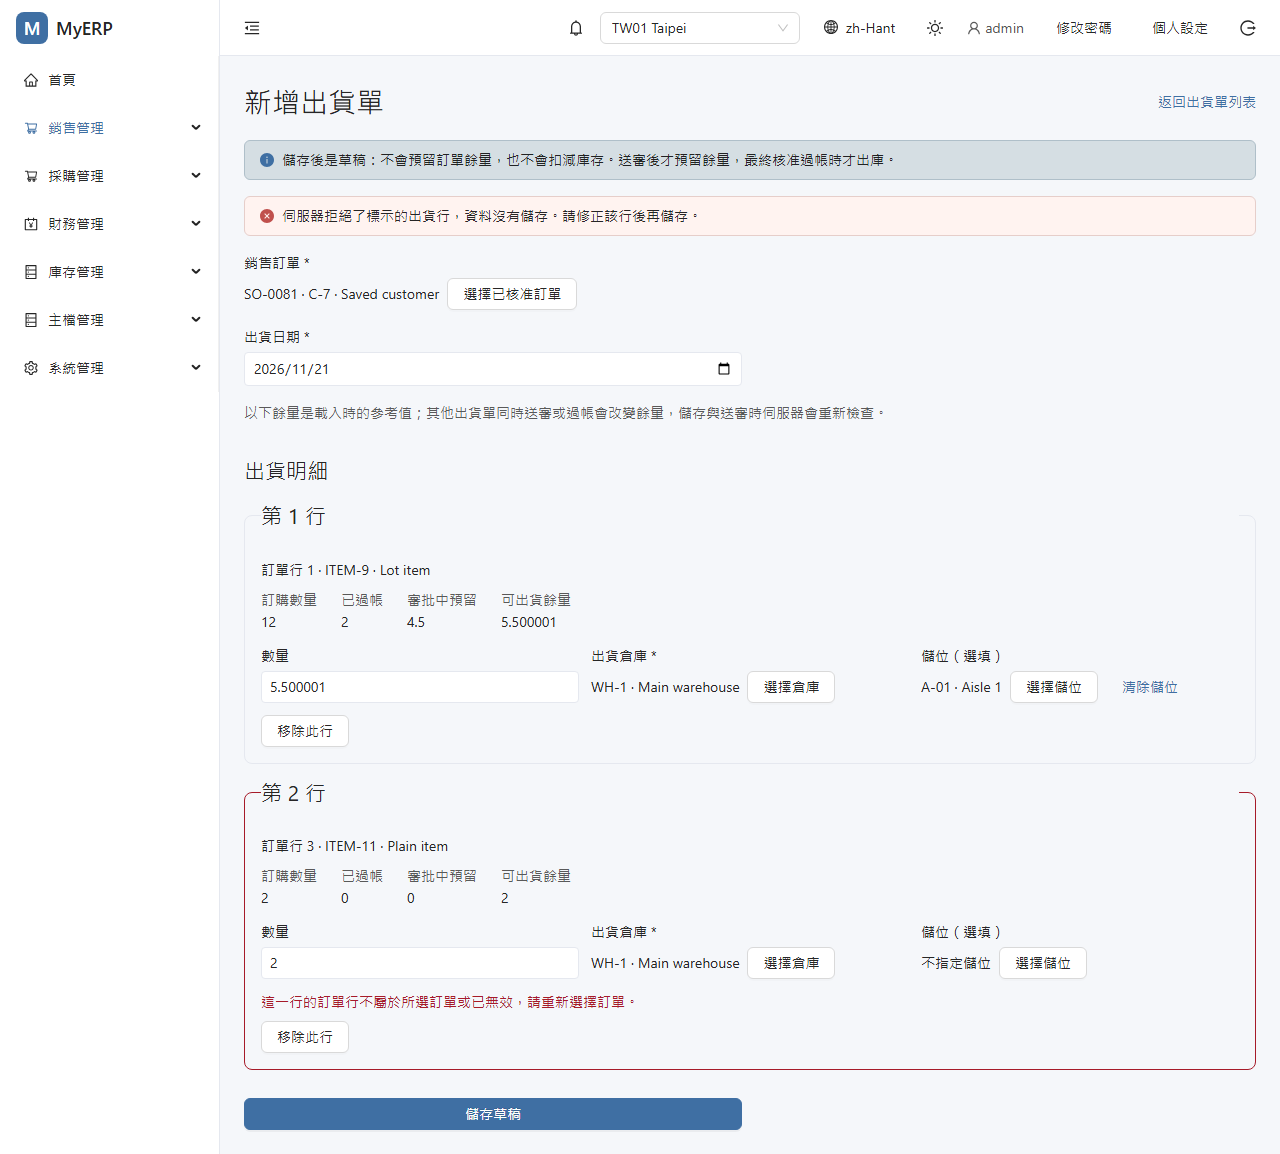 M MyERP
TW01 Taipei
zh-Hant
admin
修改密碼
個人設定
首頁
銷售管理
採購管理
財務管理
庫存管理
主檔管理
系統管理
新增出貨單
返回出貨單列表
儲存後是草稿：不會預留訂單餘量，也不會扣減庫存。送審後才預留餘量，最終核准過帳時才出庫。
伺服器拒絕了標示的出貨行，資料沒有儲存。請修正該行後再儲存。
銷售訂單 *
SO-0081 · C-7 · Saved customer 選擇已核准訂單
出貨日期 *
2026/11/21
以下餘量是載入時的參考值；其他出貨單同時送審或過帳會改變餘量，儲存與送審時伺服器會重新檢查。
出貨明細
第 1 行
訂單行 1 · ITEM-9 · Lot item
訂購數量 已過帳 審批中預留 可出貨餘量
12 2 4.5 5.500001
數量 出貨倉庫 * 儲位（選填）
5.500001 WH-1 · Main warehouse 選擇倉庫 A-01 · Aisle 1 選擇儲位 清除儲位
移除此行
第 2 行
訂單行 3 · ITEM-11 · Plain item
訂購數量 已過帳 審批中預留 可出貨餘量
2 0 0 2
數量 出貨倉庫 * 儲位（選填）
2 WH-1 · Main warehouse 選擇倉庫 不指定儲位 選擇儲位
這一行的訂單行不屬於所選訂單或已無效，請重新選擇訂單。
移除此行
儲存草稿